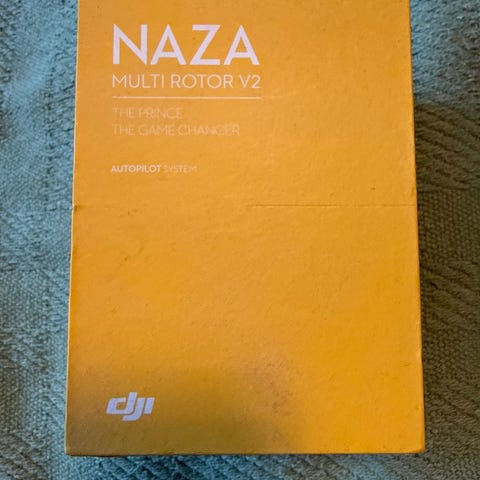 NAZA
MULTI ROTOR V2
THE PRINCE
THE GAME CHANGER
AUTOPILOT SYSTEM
dji